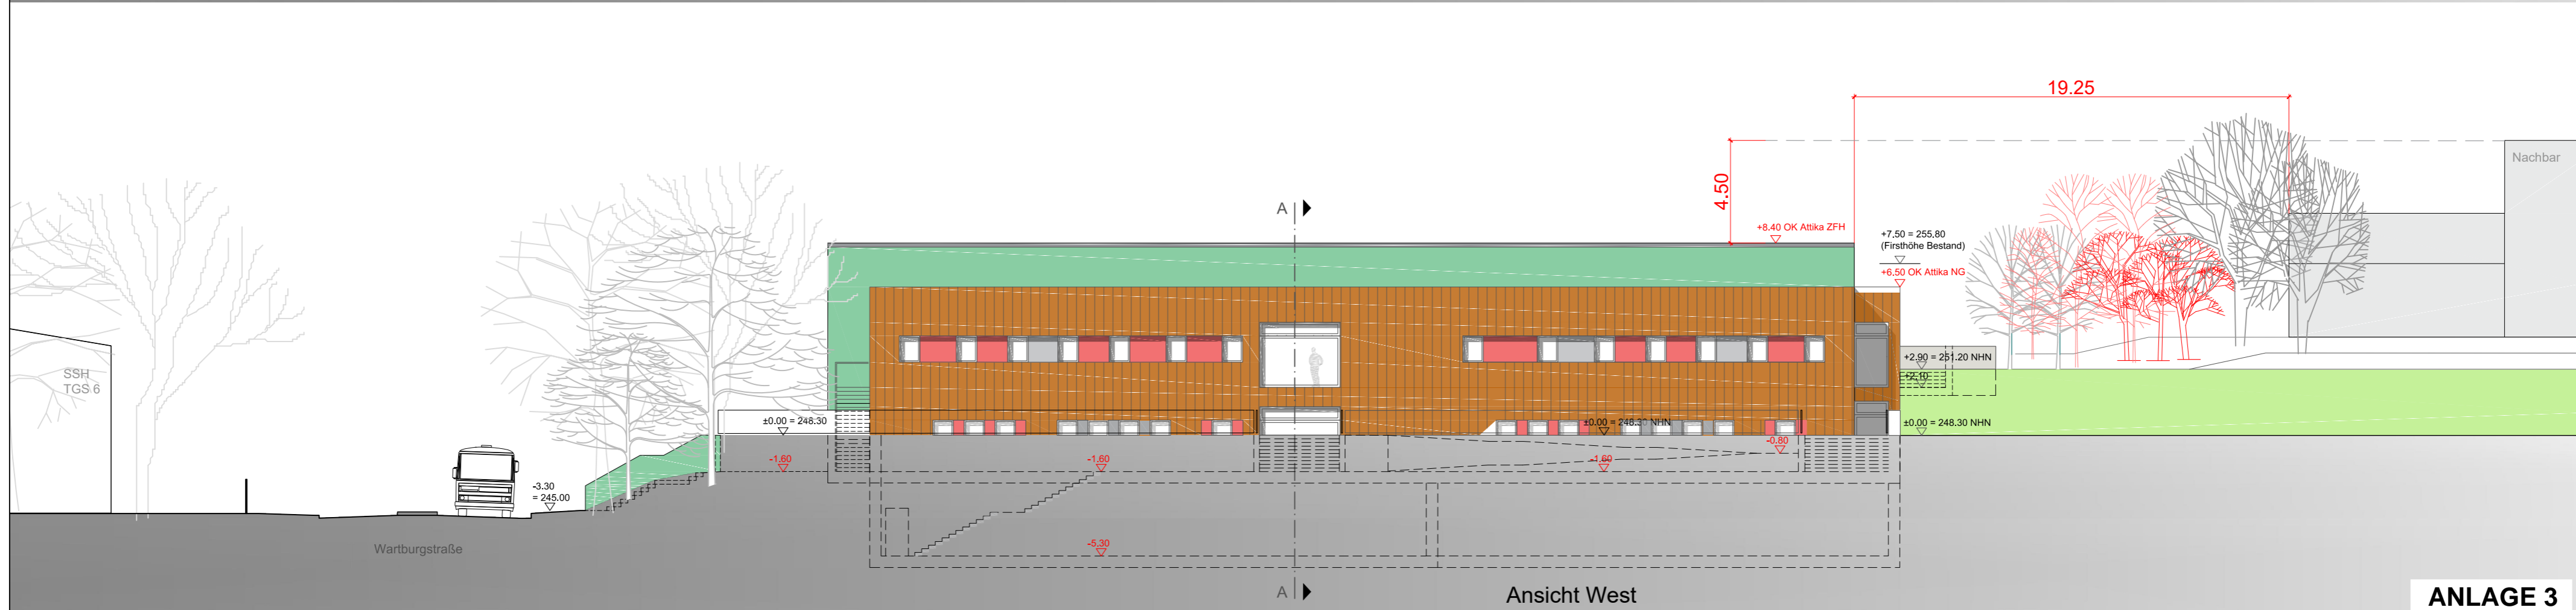 19.25
Nachbar
4.50
A
+8.40 OK Attika ZFH
+7,50 = 255,80
(Firsthöhe Bestand)
+6,50 OK Attika NG
SSH
TGS 6
+2,90 = 251.20 NHN
+2,10
±0.00 = 248.30
±0.00 = 248.30 NHN
±0.00 = 248.30 NHN
-0.80
-1,60
-1,60
-1,60
-3.30
= 245.00
Wartburgstraße
-5,30
A
Ansicht West
ANLAGE 3